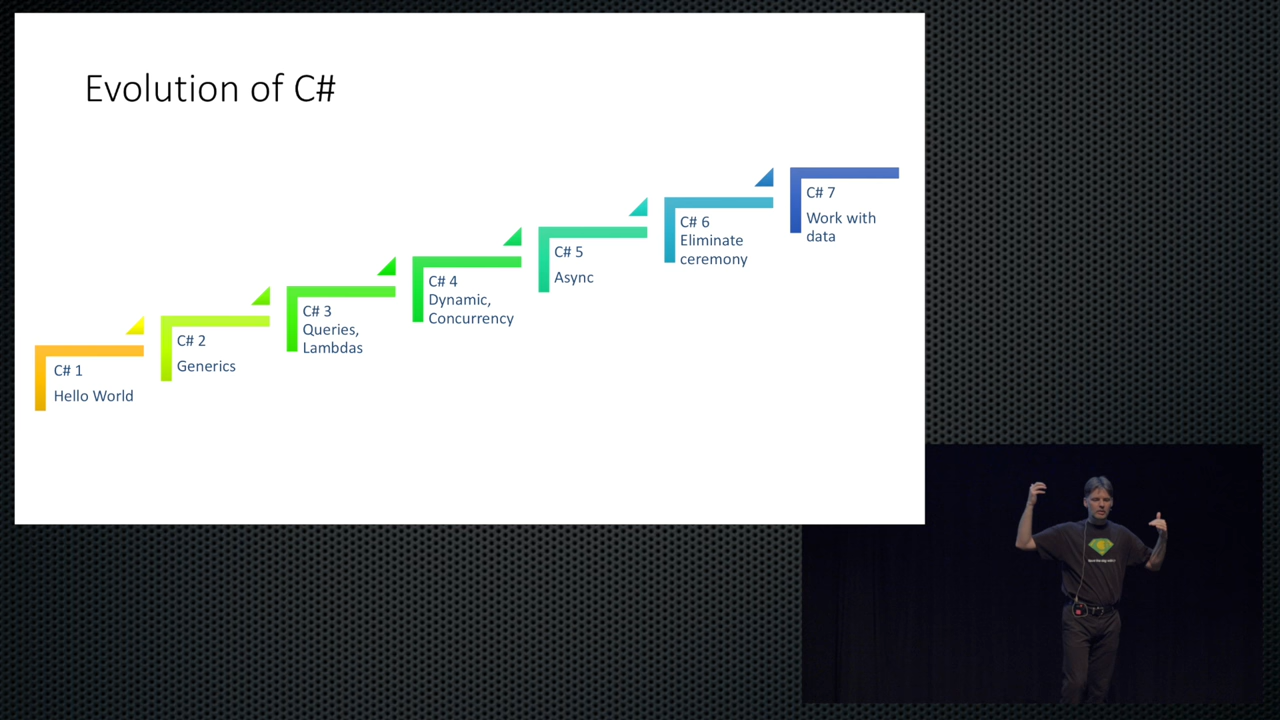 Evolution of C#
C# 1
Hello World
C# 2
Generics
C# 3
Queries,
Lambdas
C# 4
Dynamic,
Concurrency
C# 5
Async
C# 6
Eliminate
ceremony
C# 7
Work with
data